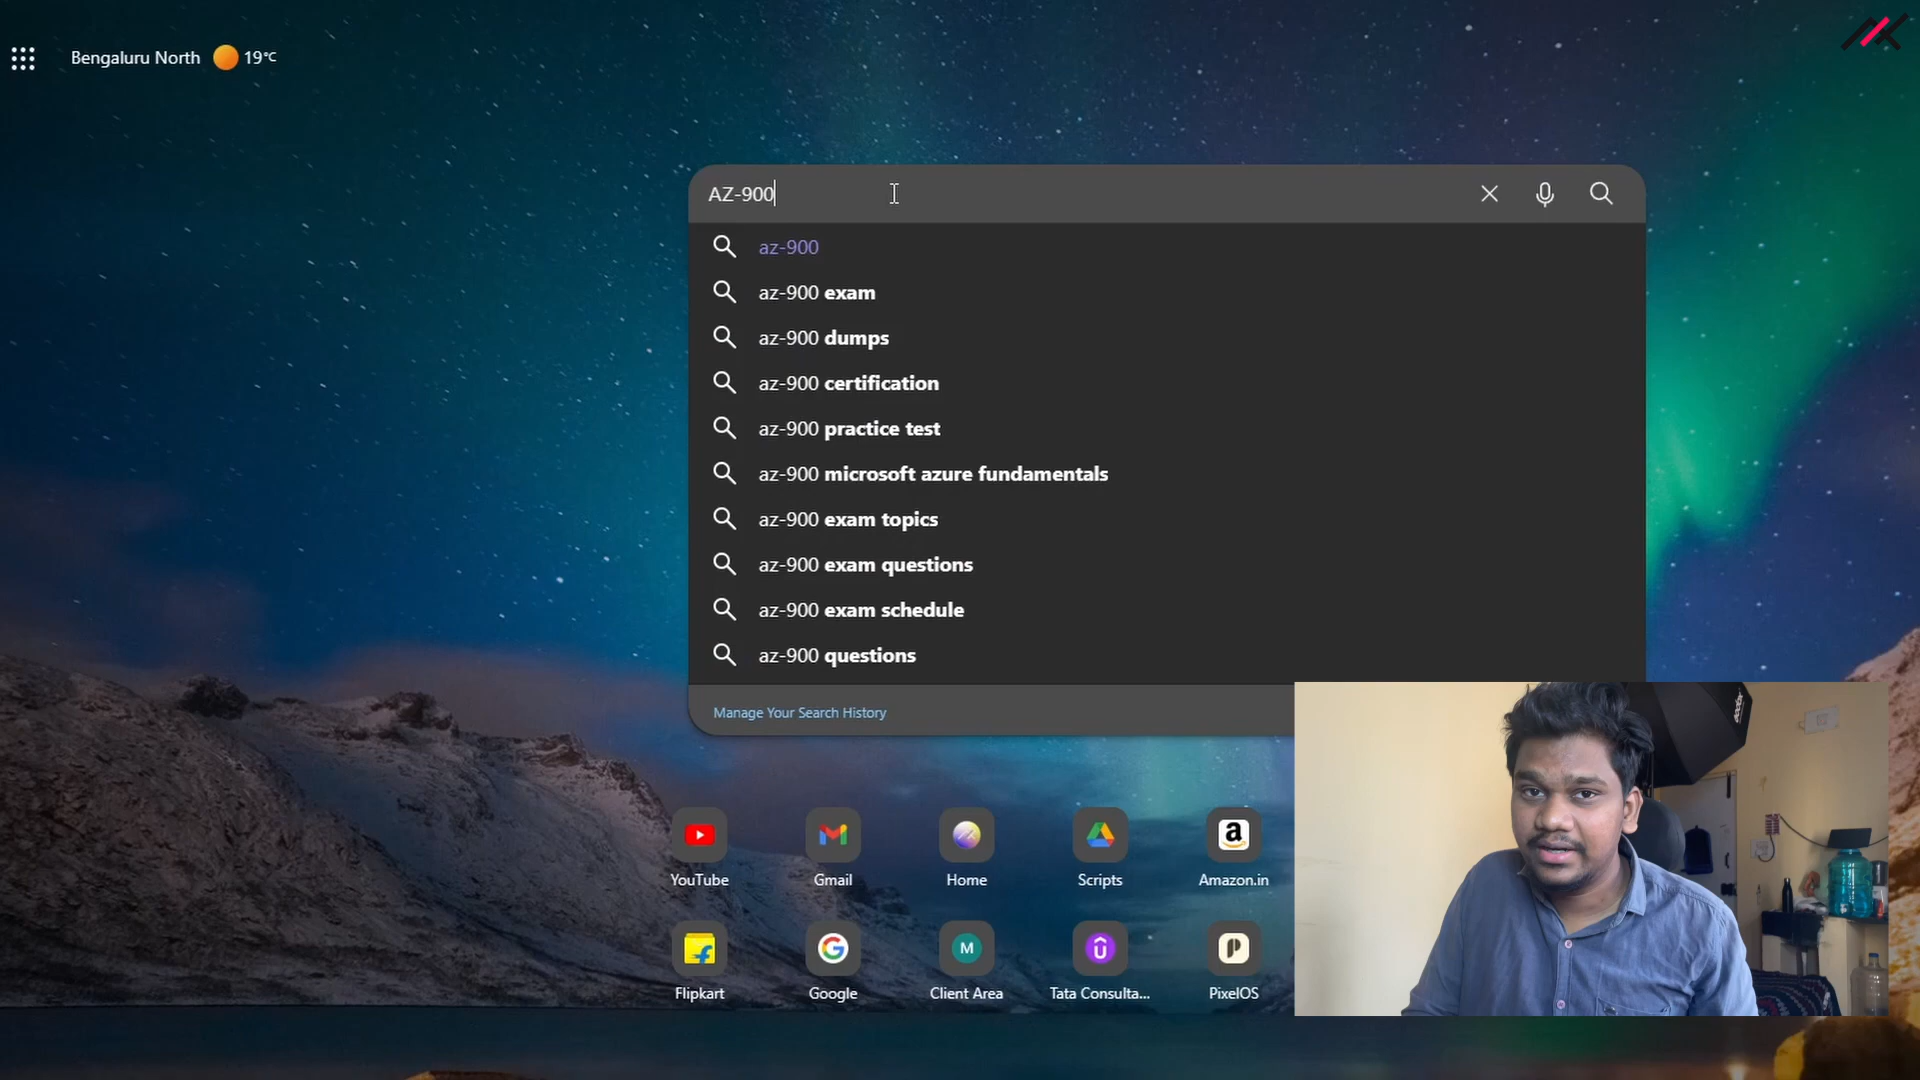 Bengaluru North 19°C
AZ-900
az-900
az-900 exam
az-900 dumps
az-900 certification
az-900 practice test
az-900 microsoft azure fundamentals
az-900 exam topics
az-900 exam questions
az-900 exam schedule
az-900 questions
Manage Your Search History
YouTube
Gmail
Home
Scripts
Amazon.in
Flipkart
Google
M
Client Area
Tata Consulta...
PixelOS